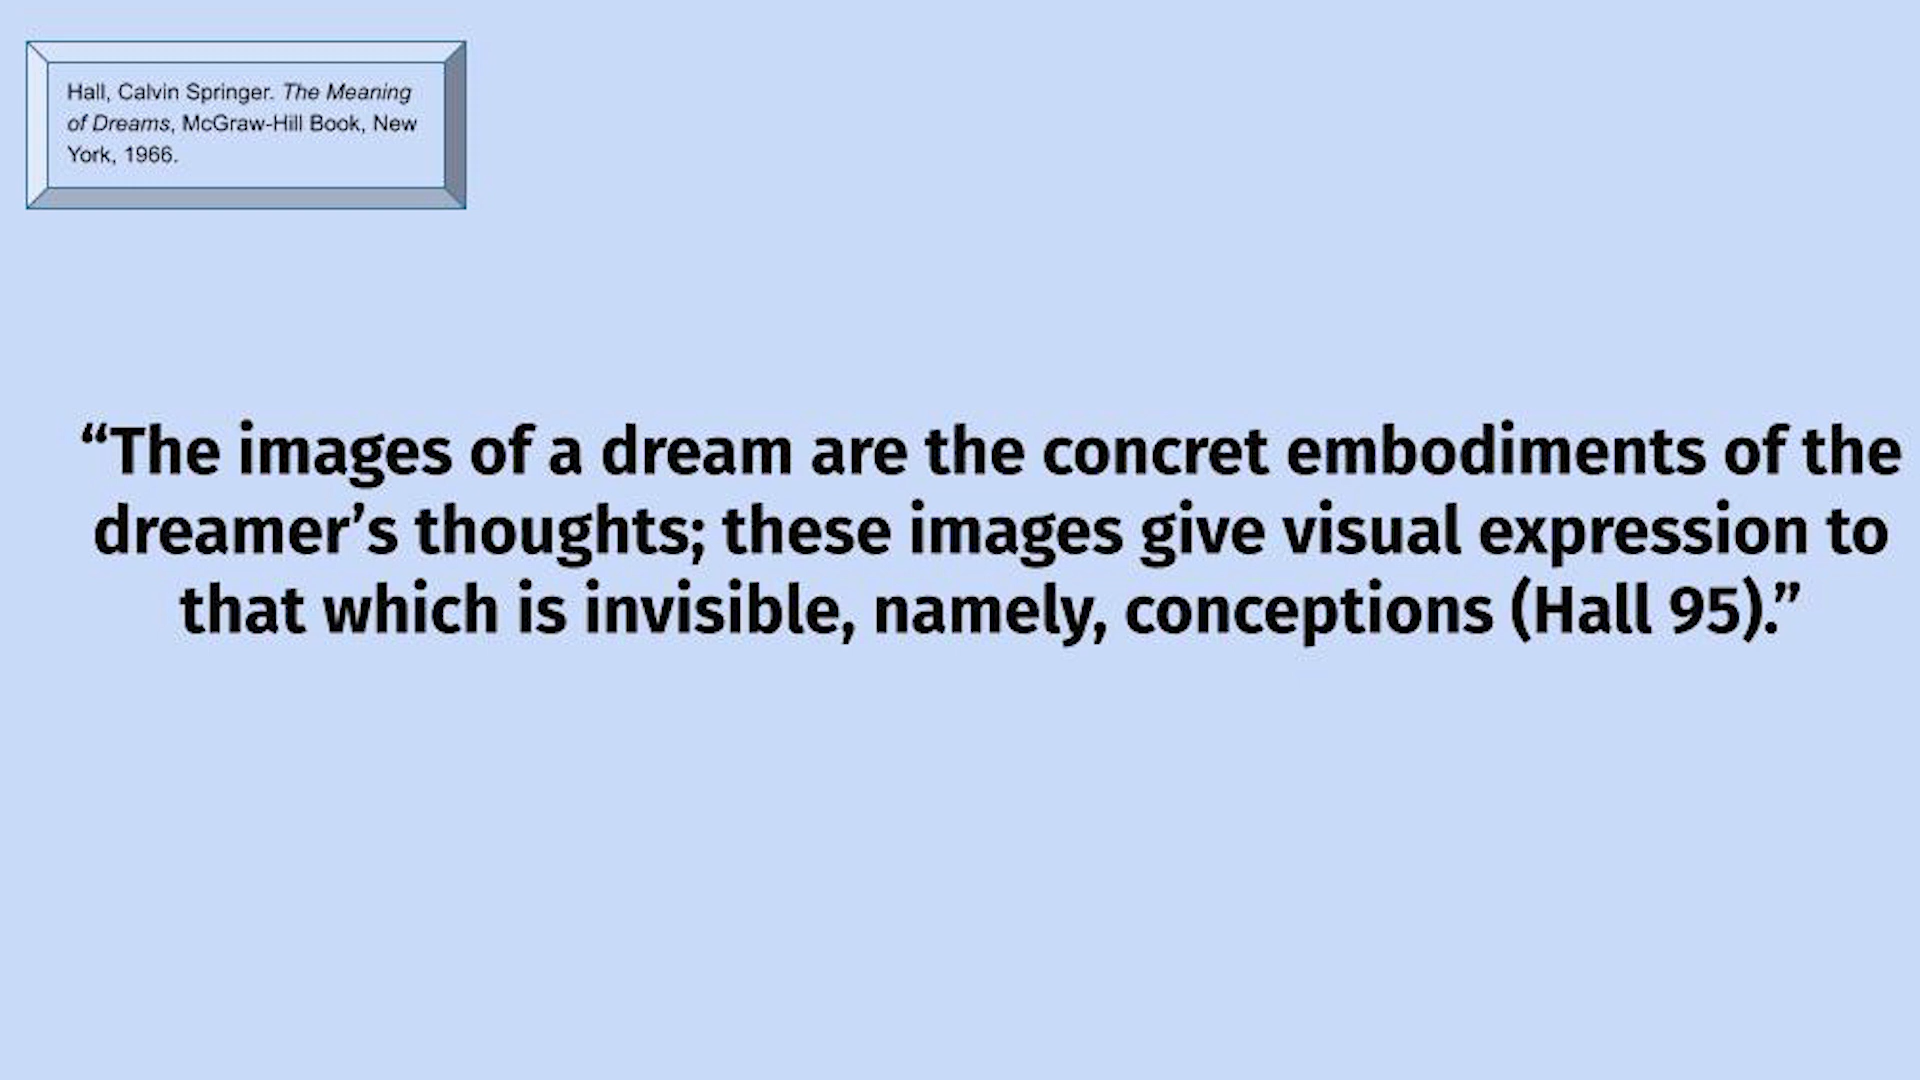 Hall, Calvin Springer. The Meaning
of Dreams, McGraw-Hill Book, New
York, 1966.
“The images of a dream are the concret embodiments of the
dreamer’s thoughts; these images give visual expression to
that which is invisible, namely, conceptions (Hall 95).”